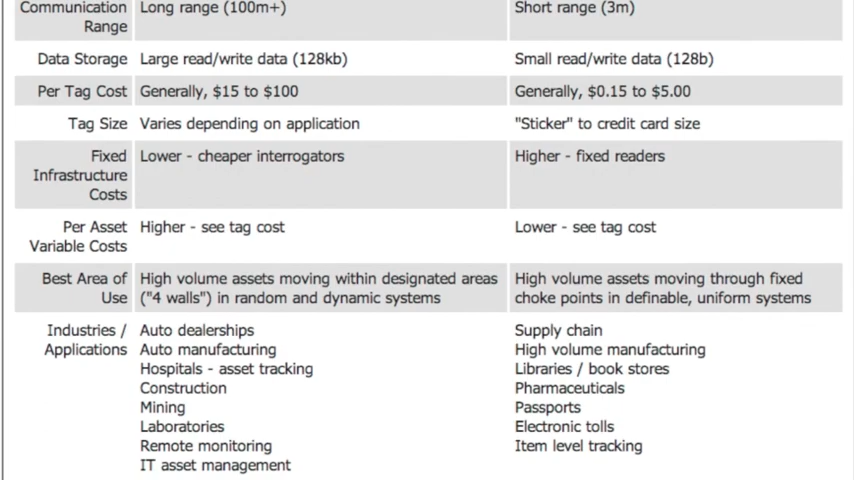 Communication Range Long range (100m+) Short range (3m)
Data Storage Large read/write data (128kb) Small read/write data (128b)
Per Tag Cost Generally, $15 to $100 Generally, $0.15 to $5.00
Tag Size Varies depending on application "Sticker" to credit card size
Fixed Lower - cheaper interrogators Higher - fixed readers
Infrastructure
Costs
Per Asset Higher - see tag cost Lower - see tag cost
Variable Costs
Best Area of High volume assets moving within designated areas High volume assets moving through fixed
Use ("4 walls") in random and dynamic systems choke points in definable, uniform systems
Industries / Auto dealerships Supply chain
Applications Auto manufacturing High volume manufacturing
Hospitals - asset tracking Libraries / book stores
Construction Pharmaceuticals
Mining Passports
Laboratories Electronic tolls
Remote monitoring Item level tracking
IT asset management